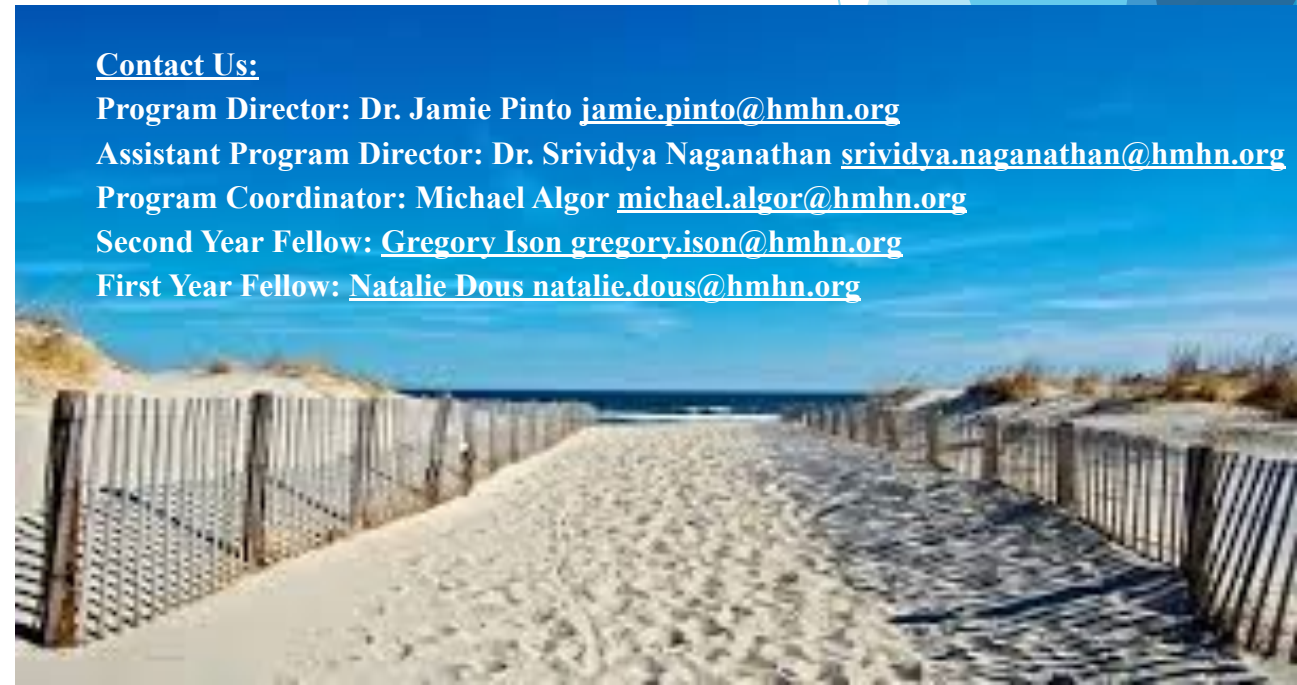 Contact Us:
Program Director: Dr. Jamie Pinto jamie.pinto@hmhn.org
Assistant Program Director: Dr. Srividya Naganathan srividya.naganathan@hmhn.org
Program Coordinator: Michael Algor michael.algor@hmhn.org
Second Year Fellow: Gregory Ison gregory.ison@hmhn.org
First Year Fellow: Natalie Dous natalie.dous@hmhn.org